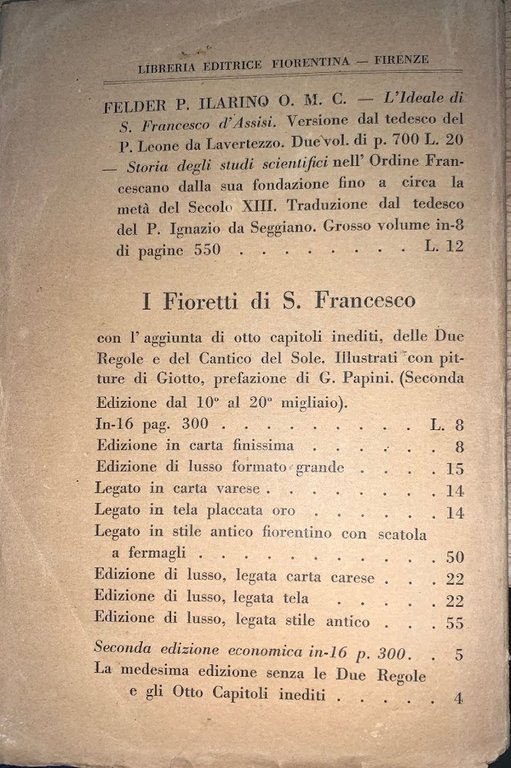 LIBRERIA EDITRICE FIORENTINA — FIRENZE
FELDER P. ILARINO O. M. C. — L'Ideale di
S. Francesco d'Assisi. Versione dal tedesco del
P. Leone da Lavertezzo. Due vol. di p. 700 L. 20
— Storia degli studi scientifici nell' Ordine Fran-
cescano dalla sua fondazione fino a circa la
metà del Secolo XIII. Traduzione dal tedesco
del P. Ignazio da Seggiano. Grosso volume in-8
di pagine 550 . . . . . . . . L. 12
I Fioretti di S. Francesco
con l' aggiunta di otto capitoli inediti, delle Due
Regole e del Cantico del Sole. Illustrati con pit-
ture di Giotto, prefazione di G. Papini. (Seconda
Edizione dal 10º al 20º migliaio).
In-16 pag. 300 . . . . . . . . . L. 8
Edizione in carta finissima . . . . . . 8
Edizione di lusso formato grande . . . . 15
Legato in carta varese . . . . . . . . 14
Legato in tela placcata oro . . . . . . 14
Legato in stile antico fiorentino con scatola
a fermagli . . . . . . . . . . . 50
Edizione di lusso, legata carta carese . . . 22
Edizione di lusso, legata tela . . . . . 22
Edizione di lusso, legata stile antico . . . 55
Seconda edizione economica in-16 p. 300. . . 5
La medesima edizione senza le Due Regole
e gli Otto Capitoli inediti . . . . . 4